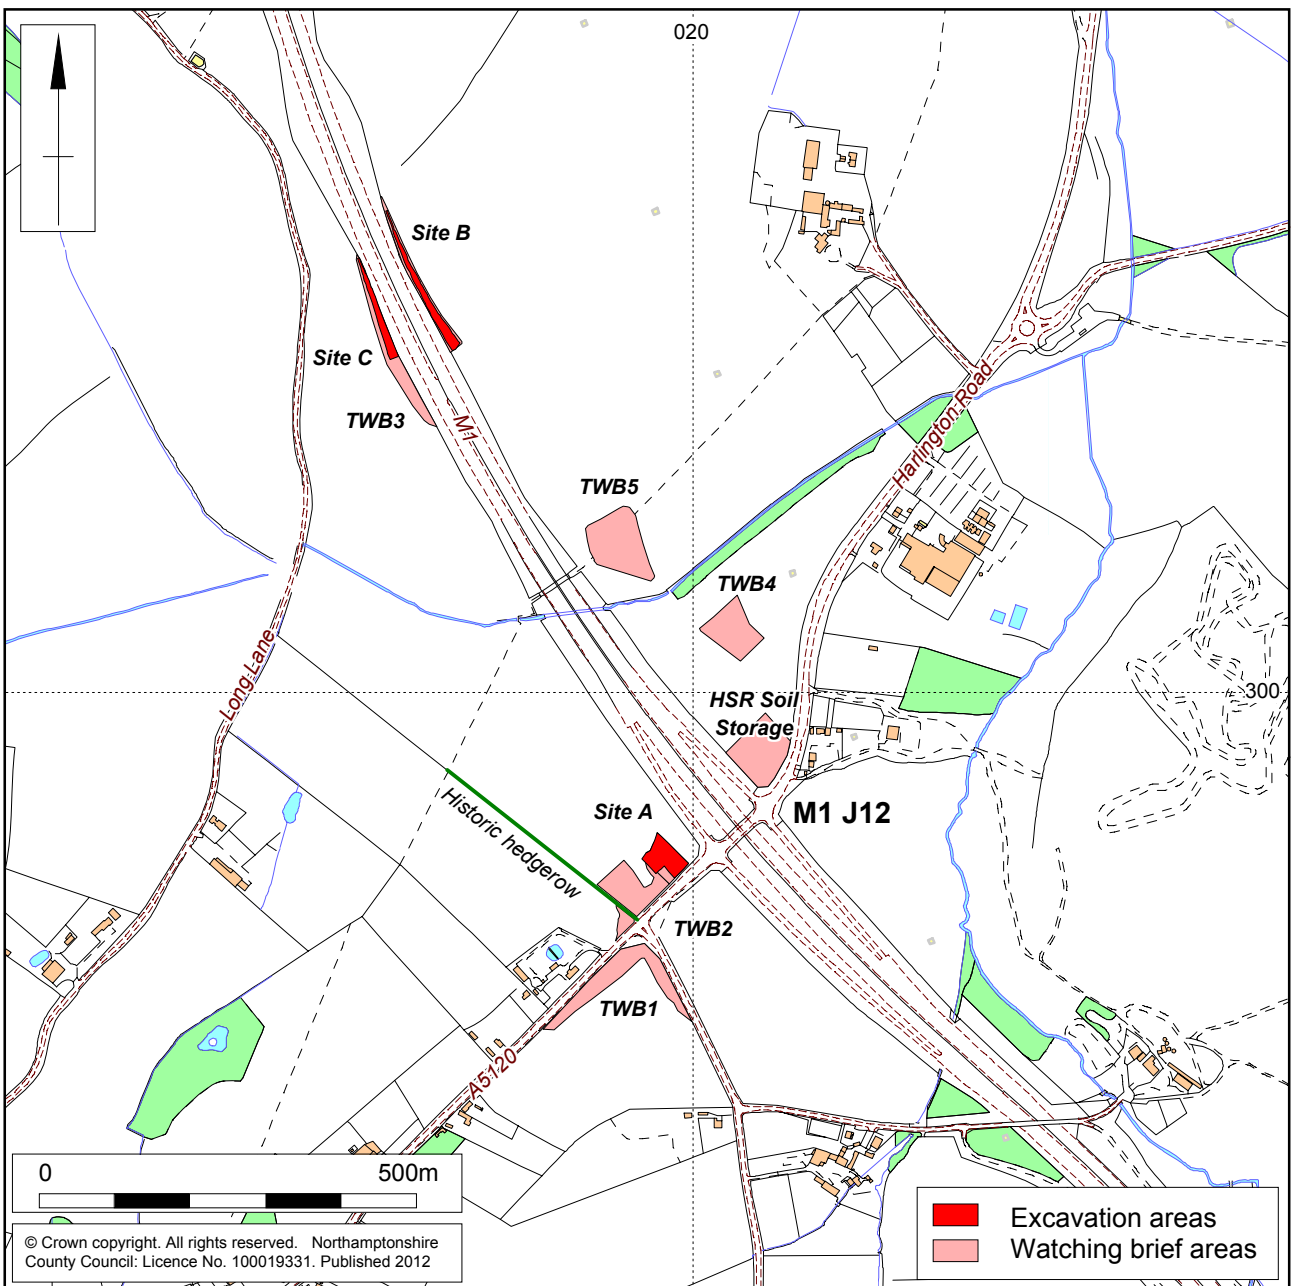 020
Site B
Site C
TWB3
M1
Harlington Road
TWB5
TWB4
Long Lane
HSR Soil
Storage
300
Site A
M1 J12
Historic hedgerow
TWB2
TWB1
A5120
0 500m
© Crown copyright. All rights reserved. Northamptonshire
County Council: Licence No. 100019331. Published 2012
Excavation areas
Watching brief areas